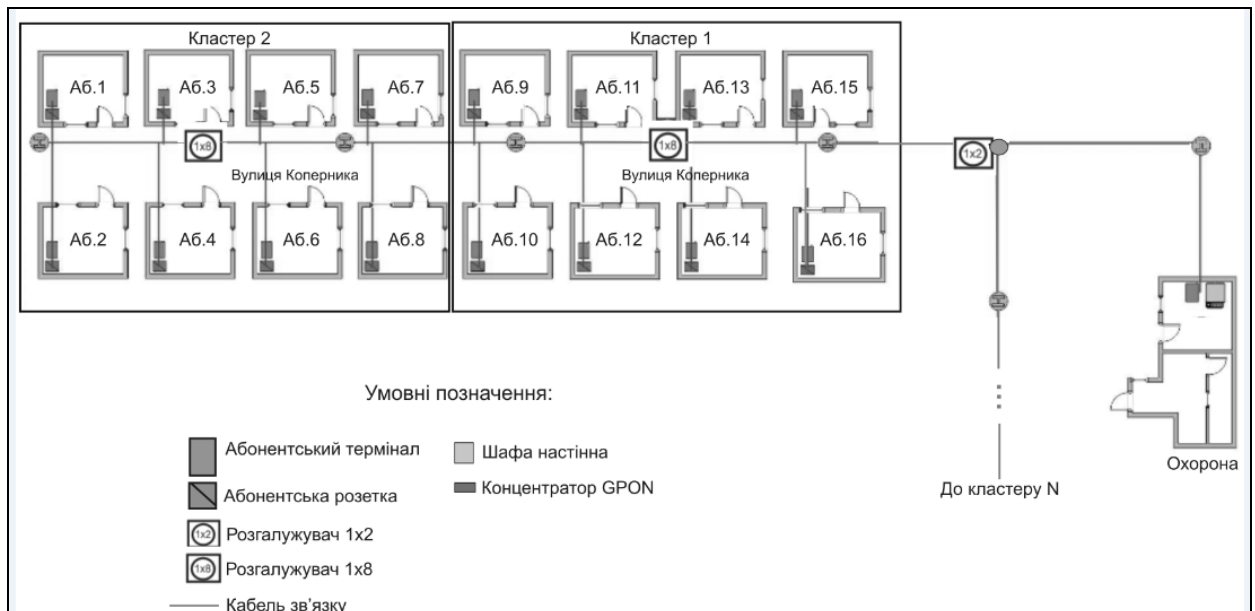 Кластер 2
Кластер 1
Аб.1
Аб.3
Аб.5
Аб.7
Аб.9
Аб.11
Аб.13
Аб.15
1x8
1x8
1x2
Вулиця Коперника
Вулиця Коперника
Аб.2
Аб.4
Аб.6
Аб.8
Аб.10
Аб.12
Аб.14
Аб.16
Умовні позначення:
Охорона
До кластеру N
Абонентський термінал
Абонентська розетка
1x2 Розгалужувач 1x2
1x8 Розгалужувач 1x8
Кабель зв'язку
Шафа настінна
Концентратор GPON